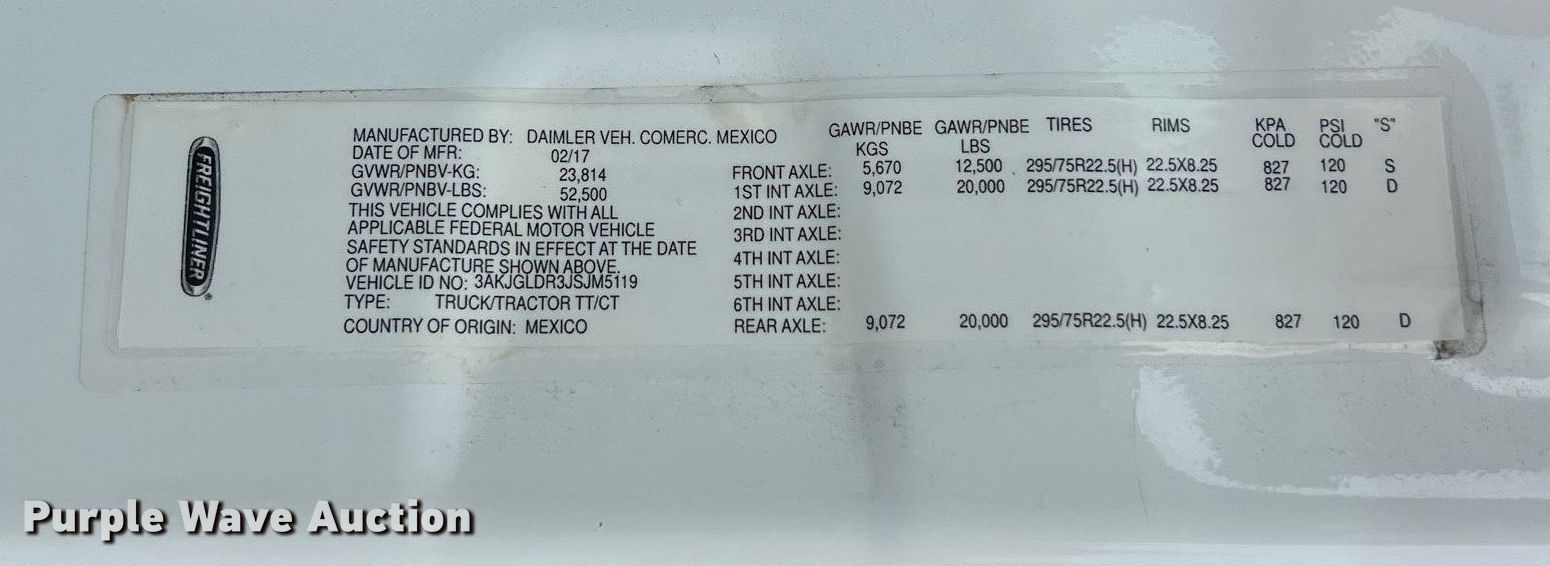 FREIGHTLINER
MANUFACTURED BY: DAIMLER VEH. COMERC. MEXICO
DATE OF MFR: 02/17
GVWR/PNBV-KG: 23,814
GVWR/PNBV-LBS: 52,500
THIS VEHICLE COMPLIES WITH ALL
APPLICABLE FEDERAL MOTOR VEHICLE
SAFETY STANDARDS IN EFFECT AT THE DATE
OF MANUFACTURE SHOWN ABOVE.
VEHICLE ID NO: 3AKJGLDR3JSJM5119
TYPE: TRUCK/TRACTOR TT/CT
COUNTRY OF ORIGIN: MEXICO
GAWR/PNBE GAWR/PNBE TIRES RIMS KPA PSI "S"
KGS LBS COLD COLD
FRONT AXLE: 5,670 12,500 295/75R22.5(H) 22.5X8.25 827 120 S
1ST INT AXLE: 9,072 20,000 295/75R22.5(H) 22.5X8.25 827 120 D
2ND INT AXLE:
3RD INT AXLE:
4TH INT AXLE:
5TH INT AXLE:
6TH INT AXLE:
REAR AXLE: 9,072 20,000 295/75R22.5(H) 22.5X8.25 827 120 D
Purple Wave Auction